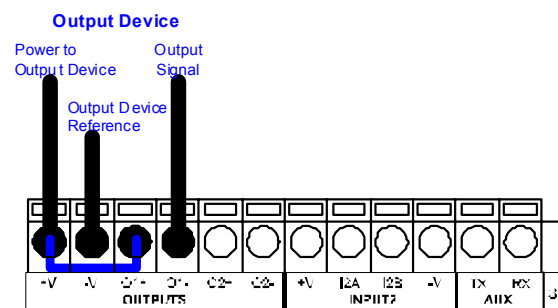 Output Device
Power to
Output Device
Output
Signal
Output Device
Reference
+V -V O1+ O1- O2+ O2- +V I2A I2B -V TX RX
OUTPUTS INPUT2 AUX